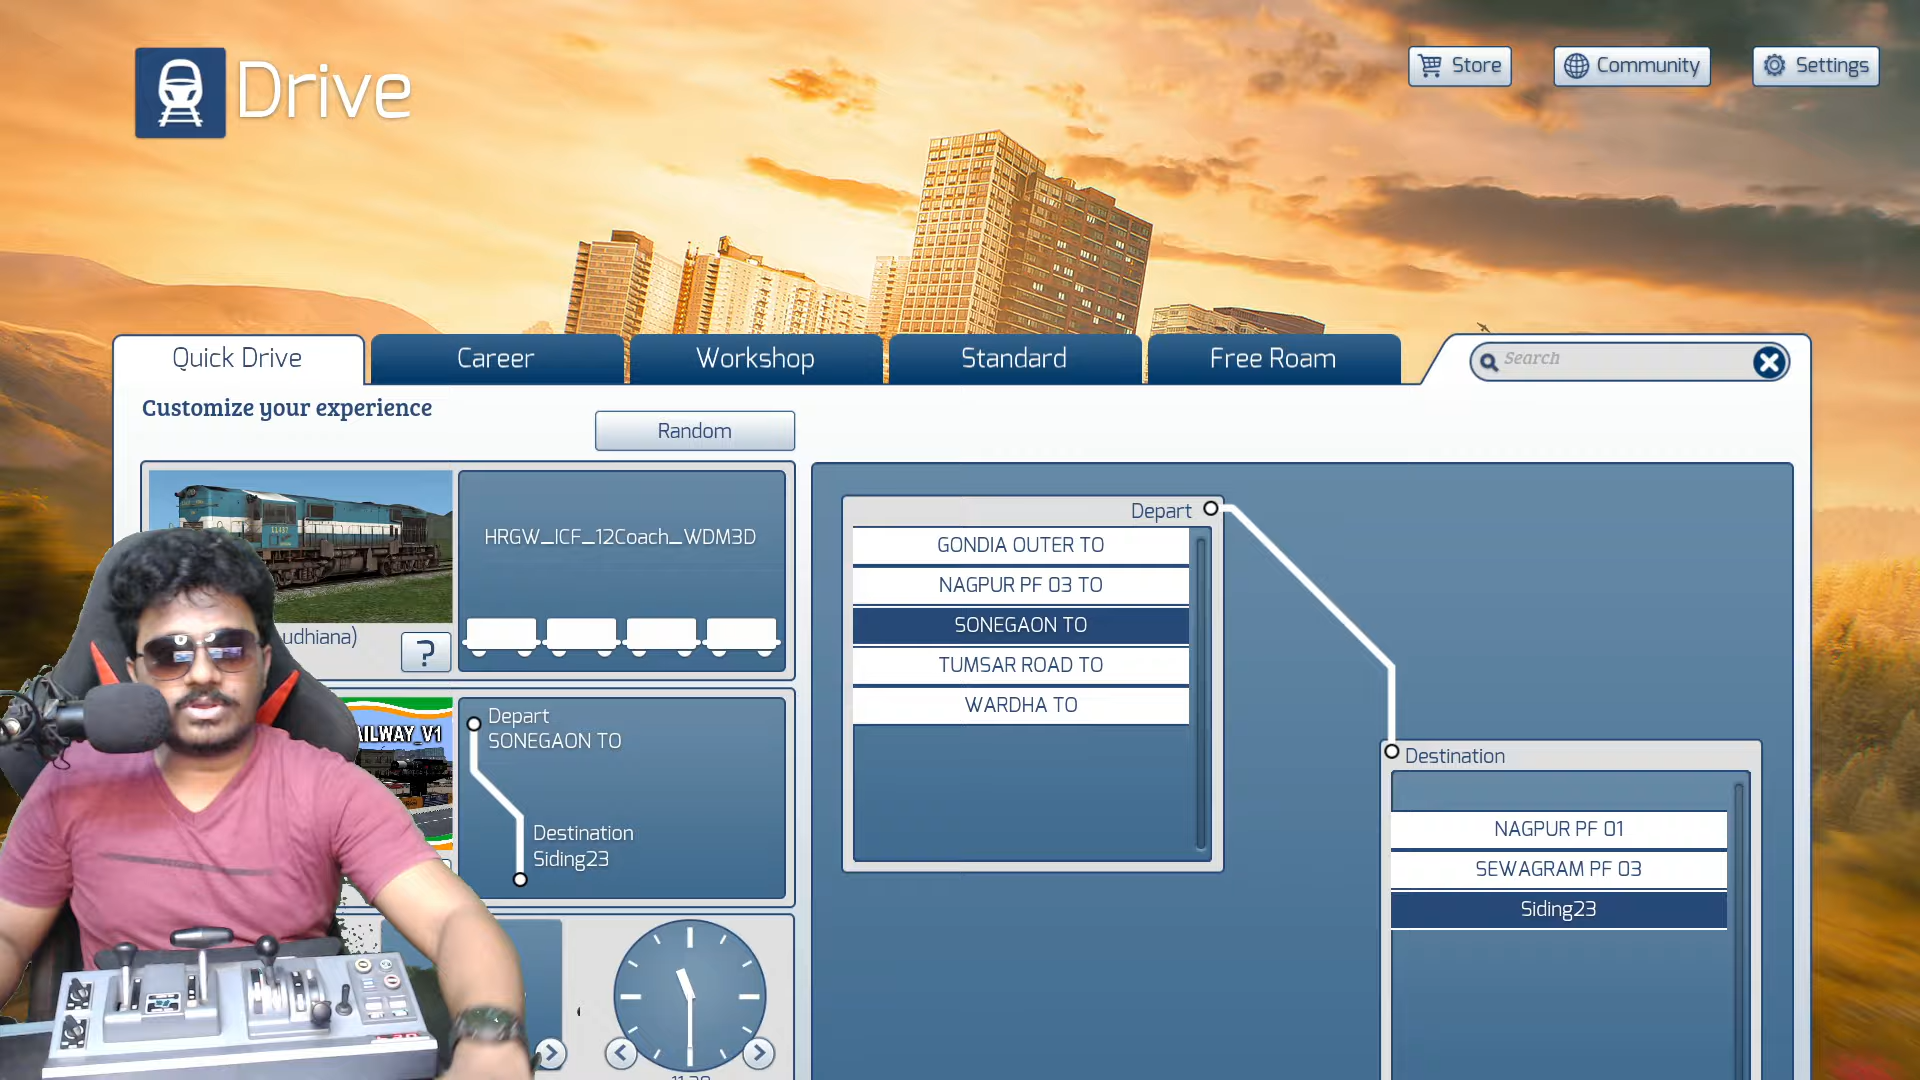 Drive
Store
Community
Settings
Quick Drive
Career
Workshop
Standard
Free Roam
Search
Customize your experience
Random
HRGW_ICF_12Coach_WDM3D
udhiana)
?
Depart
GONDIA OUTER TO
NAGPUR PF 03 TO
SONEGAON TO
TUMSAR ROAD TO
WARDHA TO
AILWAY_V1
Depart
SONEGAON TO
Destination
Siding23
Destination
NAGPUR PF 01
SEWAGRAM PF 03
Siding23